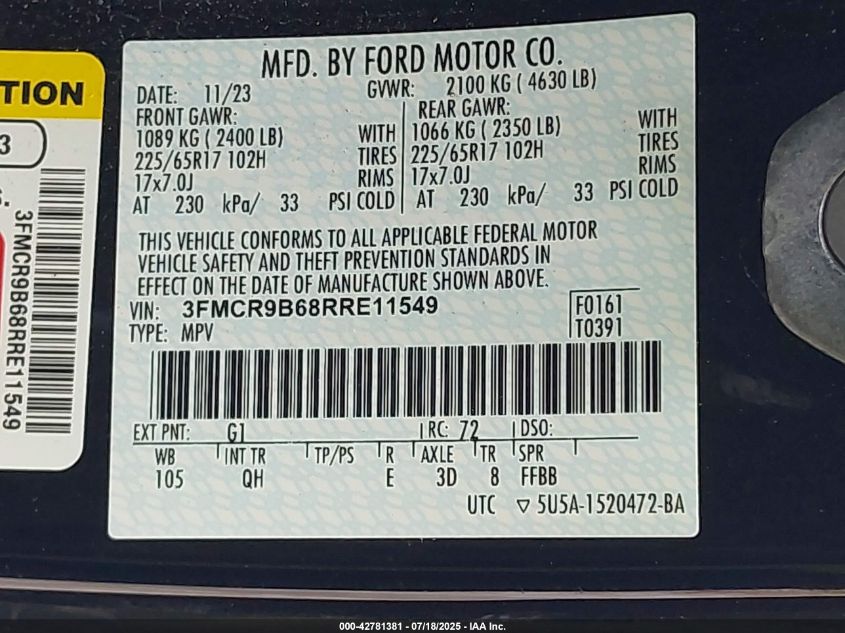 MFD. BY FORD MOTOR CO.
DATE: 11/23 GVWR: 2100 KG ( 4630 LB)
FRONT GAWR: REAR GAWR:
1089 KG ( 2400 LB) WITH 1066 KG ( 2350 LB) WITH
225/65R17 102H TIRES 225/65R17 102H TIRES
17x7.0J RIMS 17x7.0J RIMS
AT 230 kPa/ 33 PSI COLD AT 230 kPa/ 33 PSI COLD
THIS VEHICLE CONFORMS TO ALL APPLICABLE FEDERAL MOTOR
VEHICLE SAFETY AND THEFT PREVENTION STANDARDS IN
EFFECT ON THE DATE OF MANUFACTURE SHOWN ABOVE.
VIN: 3FMCR9B68RRE11549 F0161
TYPE: MPV T0391
EXT PNT: G1 RC: 72 DSO:
WB INT TR TP/PS R AXLE TR SPR
105 QH E 3D 8 FFBB
UTC ▽ 5U5A-1520472-BA
TION
3
3FMCR9B68RRE11549
000-42781381 - 07/18/2025 - IAA Inc.